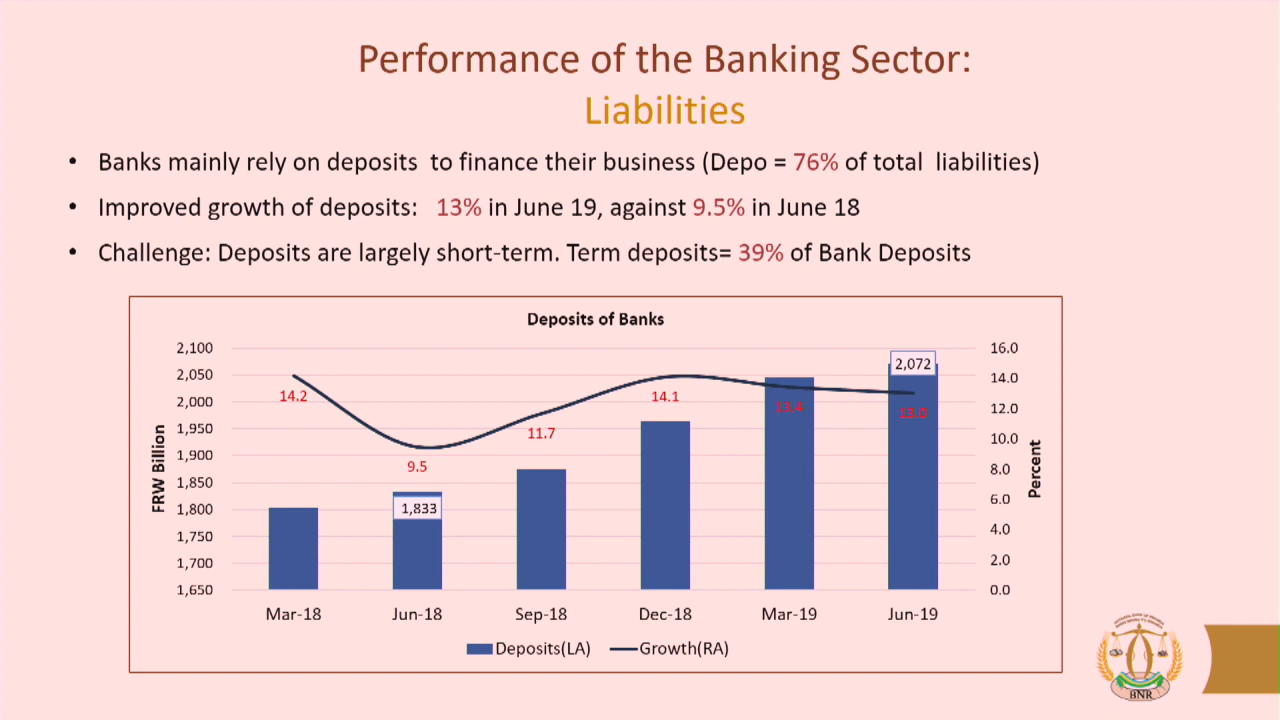 Performance of the Banking Sector:
Liabilities
• Banks mainly rely on deposits to finance their business (Depo = 76% of total liabilities)
• Improved growth of deposits: 13% in June 19, against 9.5% in June 18
• Challenge: Deposits are largely short-term. Term deposits= 39% of Bank Deposits
Deposits of Banks
2,100
2,050
2,000
1,950
1,900
1,850
1,800
1,750
1,700
1,650
FRW Billion
14.2
9.5
11.7
14.1
13.4
13.0
1,833
2,072
16.0
14.0
12.0
10.0
8.0
6.0
4.0
2.0
0.0
Percent
Mar-18 Jun-18 Sep-18 Dec-18 Mar-19 Jun-19
Deposits(LA) Growth(RA)
BNR